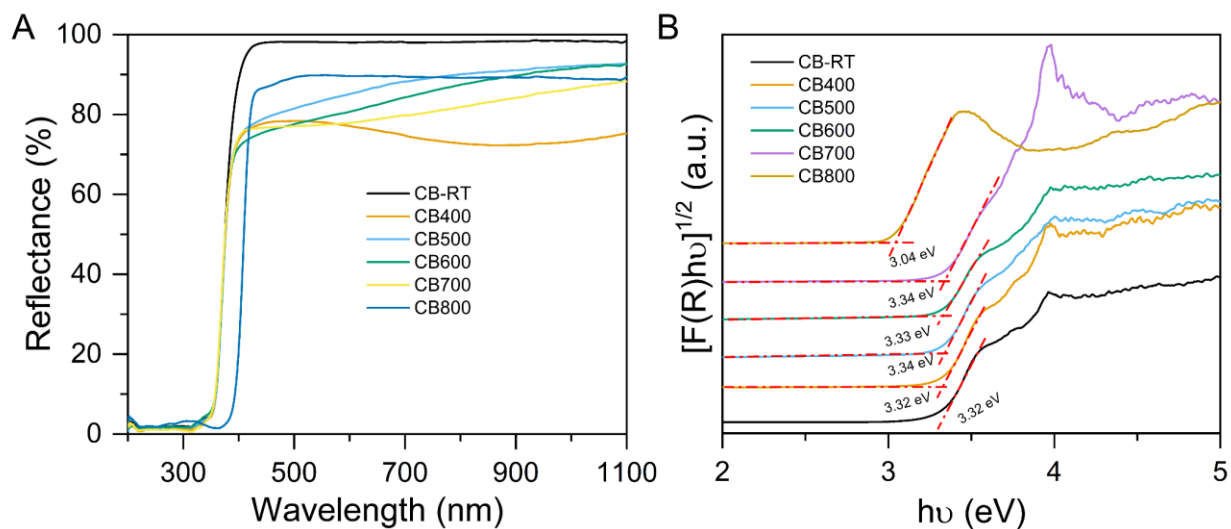 A
Reflectance (%)
100
80
60
40
20
0
300
500
700
900
1100
Wavelength (nm)
CB-RT
CB400
CB500
CB600
CB700
CB800
B
[F(R)hυ]1/2 (a.u.)
CB-RT
CB400
CB500
CB600
CB700
CB800
3.04 eV
3.34 eV
3.33 eV
3.34 eV
3.32 eV
3.32 eV
2
3
4
5
hυ (eV)